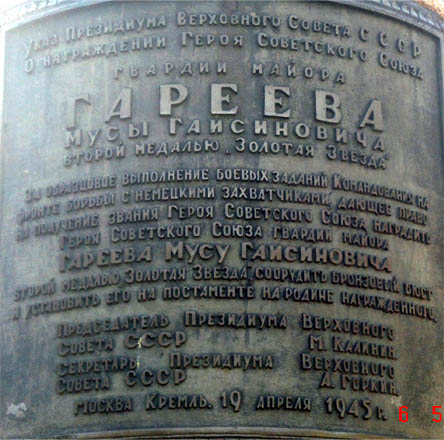 Указ Президиума Верховного Совета СССР
О награждении Героя Советского Союза
гвардии майора
ГАРЕЕВА
Мусы Гаисиновича
второй медалью „Золотая Звезда"
За образцовое выполнение боевых заданий Командования на
фронте борьбы с немецкими захватчиками, дающее право
на получение звания Героя Советского Союза наградить
Героя Советского Союза гвардии майора
Гареева Мусу Гаисиновича
второй медалью Золотая Звезда, соорудить бронзовый бюст
и установить его на постаменте на родине награжденного.
Председатель Президиума Верховного
Совета СССР М. Калинин
Секретарь Президиума Верховного
Совета СССР А. Горкин
Москва Кремль. 19 апреля 1945 г.
6 5